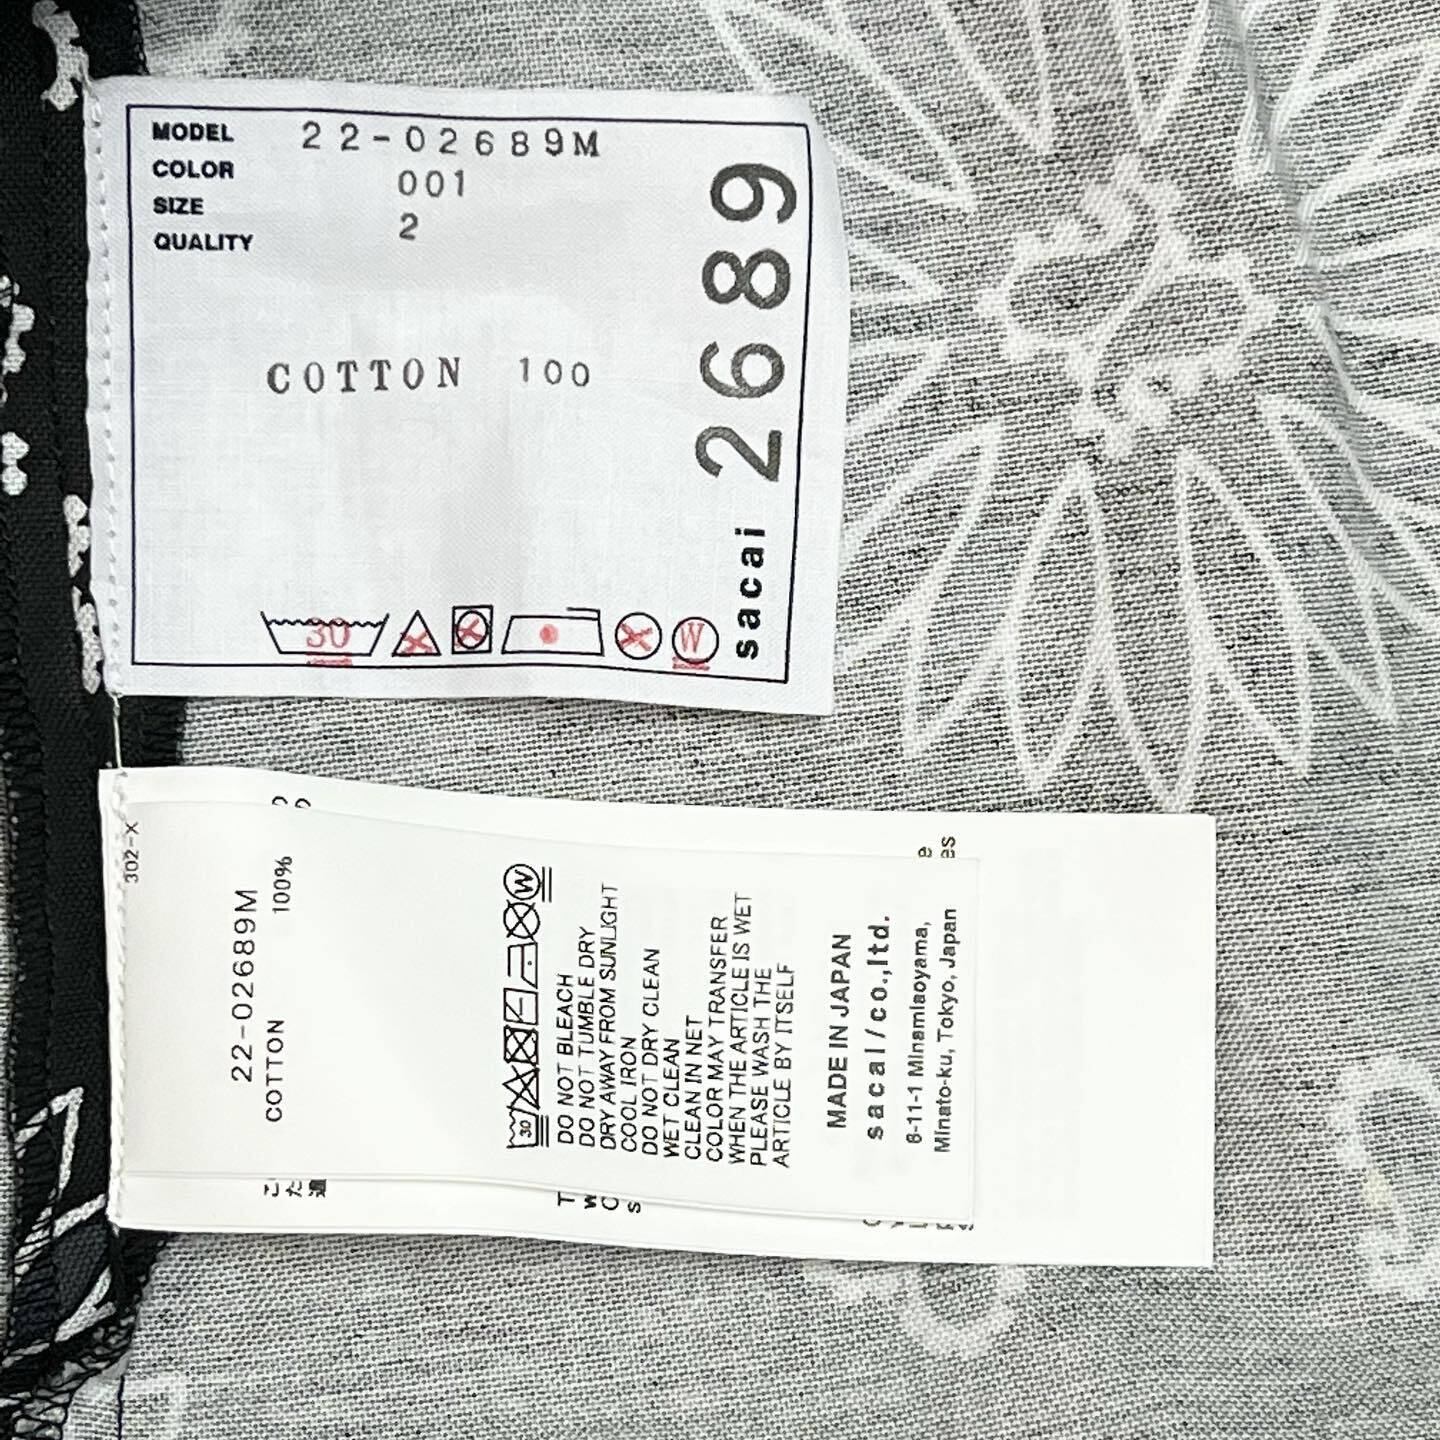 MODEL 22-02689M
COLOR 001
SIZE 2
QUALITY
COTTON 100
30
W
sacai 2689
302-X
22-02689M
COTTON 100%
30
W
DO NOT BLEACH
DO NOT TUMBLE DRY
DRY AWAY FROM SUNLIGHT
COOL IRON
DO NOT DRY CLEAN
WET CLEAN
CLEAN IN NET
COLOR MAY TRANSFER
WHEN THE ARTICLE IS WET
PLEASE WASH THE
ARTICLE BY ITSELF
MADE IN JAPAN
sacai/co.,ltd.
6-11-1 Minamiaoyama,
Minato-ku, Tokyo, Japan